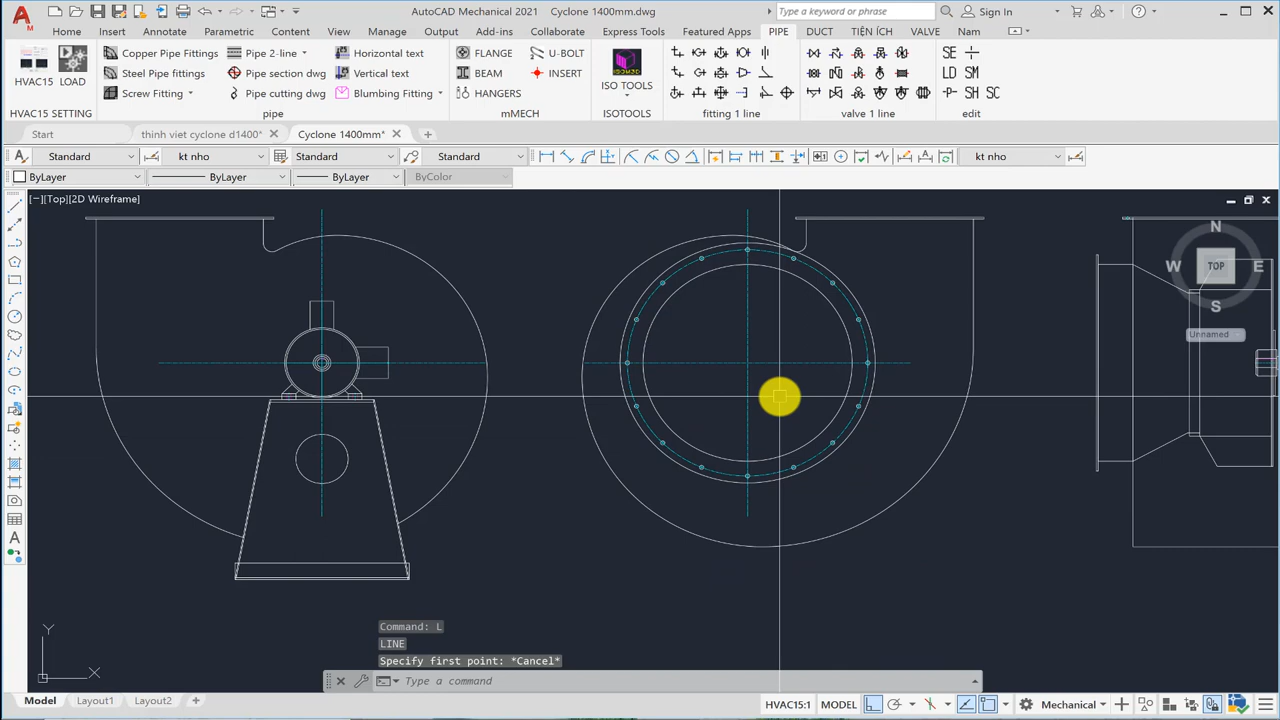 AutoCAD Mechanical 2021 Cyclone 1400mm.dwg
Type a keyword or phrase
Sign In
Home Insert Annotate Parametric Content View Manage Output Add-ins Collaborate Express Tools Featured Apps PIPE DUCT TIỆN ÍCH VALVE Nam
Copper Pipe Fittings Pipe 2-line Horizontal text FLANGE U-BOLT SE
HVAC15 LOAD Steel Pipe fittings Pipe section dwg Vertical text BEAM INSERT ISO TOOLS LD SM
Screw Fitting Pipe cutting dwg Blumbing Fitting HANGERS -P- SH SC
HVAC15 SETTING pipe mMECH ISOTOOLS fitting 1 line valve 1 line edit
Start thinh viet cyclone d1400* Cyclone 1400mm*
Standard kt nho Standard Standard kt nho
ByLayer ByLayer ByLayer ByColor
[−][Top][2D Wireframe]
N
W TOP E
S
Unnamed
Command: L
LINE
Specify first point: *Cancel*
Y
X
Type a command
Model Layout1 Layout2 HVAC15:1 MODEL Mechanical